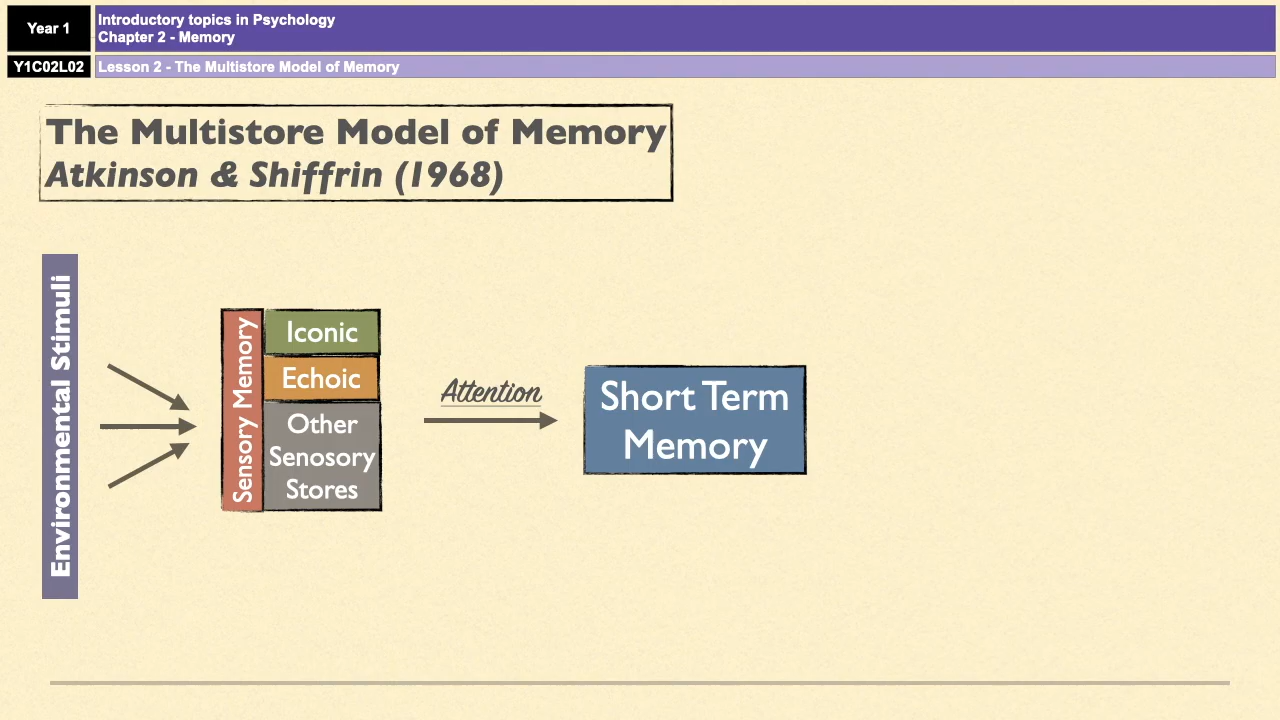 Year 1
Introductory topics in Psychology
Chapter 2 - Memory
Y1C02L02
Lesson 2 - The Multistore Model of Memory
The Multistore Model of Memory
Atkinson & Shiffrin (1968)
Environmental Stimuli
Sensory Memory
Iconic
Echoic
Other
Senosory
Stores
Attention
Short Term
Memory